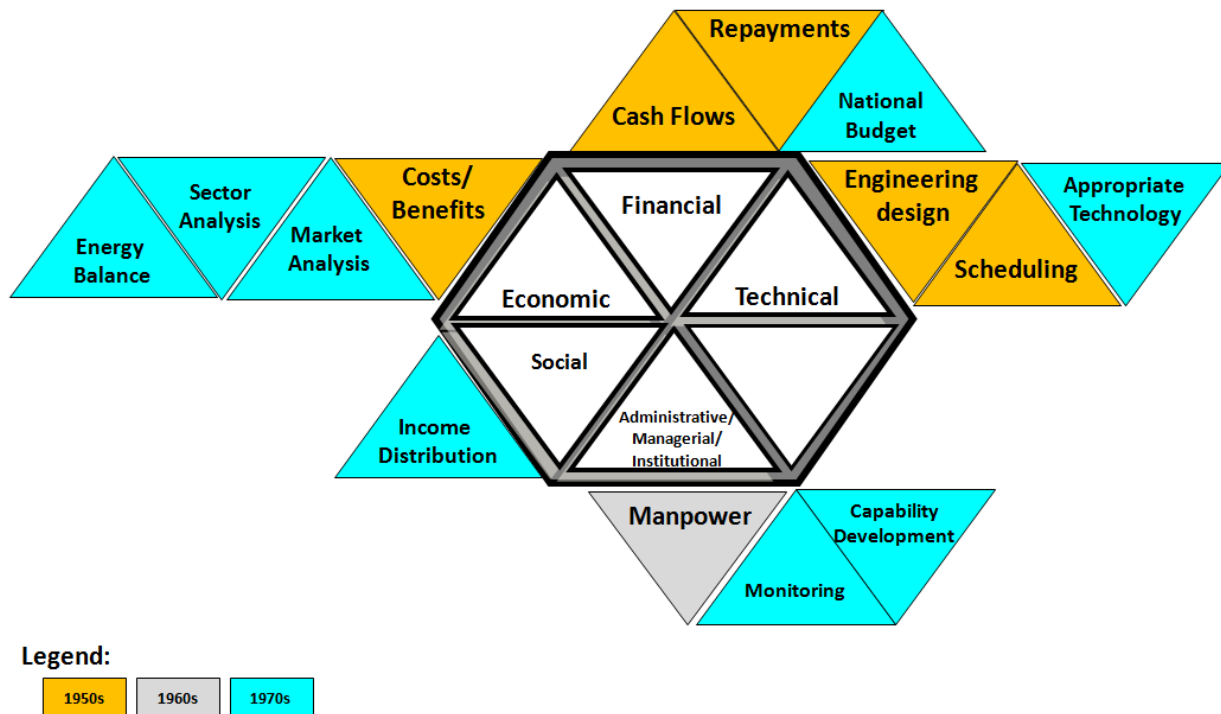 Repayments
Cash Flows
National
Budget
Costs/
Benefits
Sector
Analysis
Market
Analysis
Energy
Balance
Engineering
design
Appropriate
Technology
Scheduling
Financial
Economic
Technical
Social
Administrative/
Managerial/
Institutional
Income
Distribution
Manpower
Capability
Development
Monitoring
Legend:
1950s
1960s
1970s